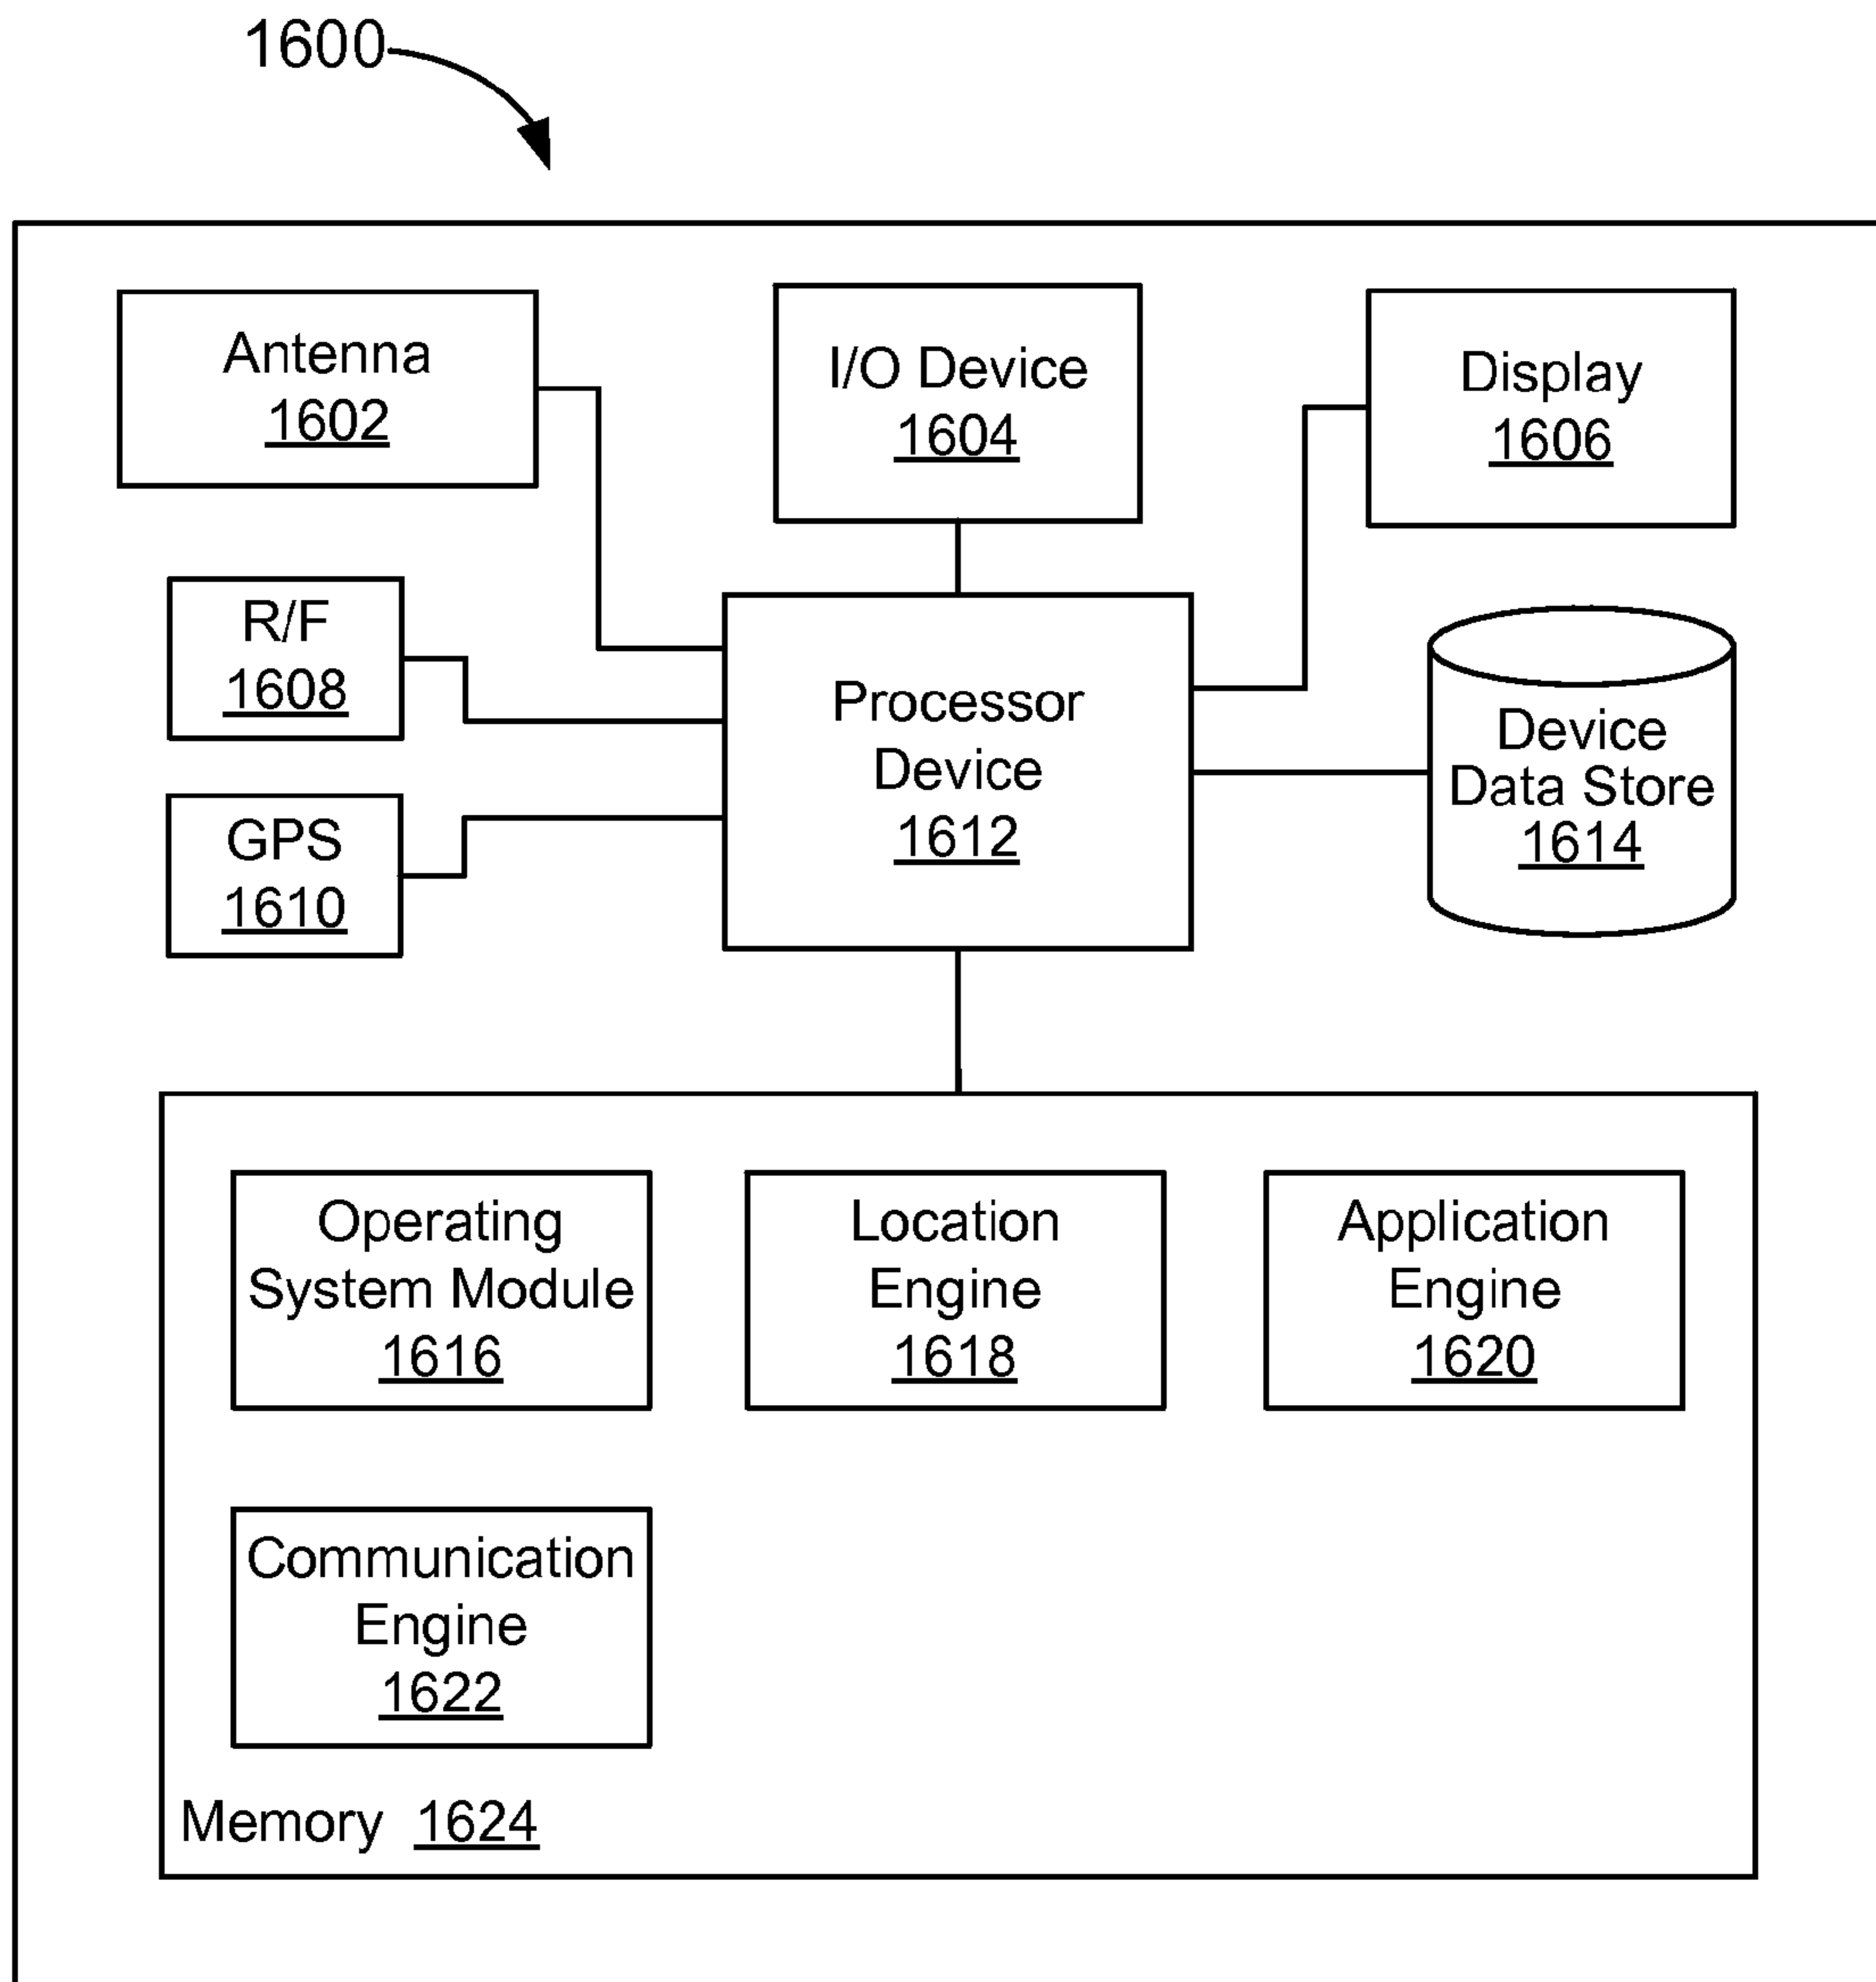 1600
Antenna
1602
I/O Device
1604
Display
1606
R/F
1608
GPS
1610
Processor
Device
1612
Device
Data Store
1614
Operating
System Module
1616
Location
Engine
1618
Application
Engine
1620
Communication
Engine
1622
Memory 1624